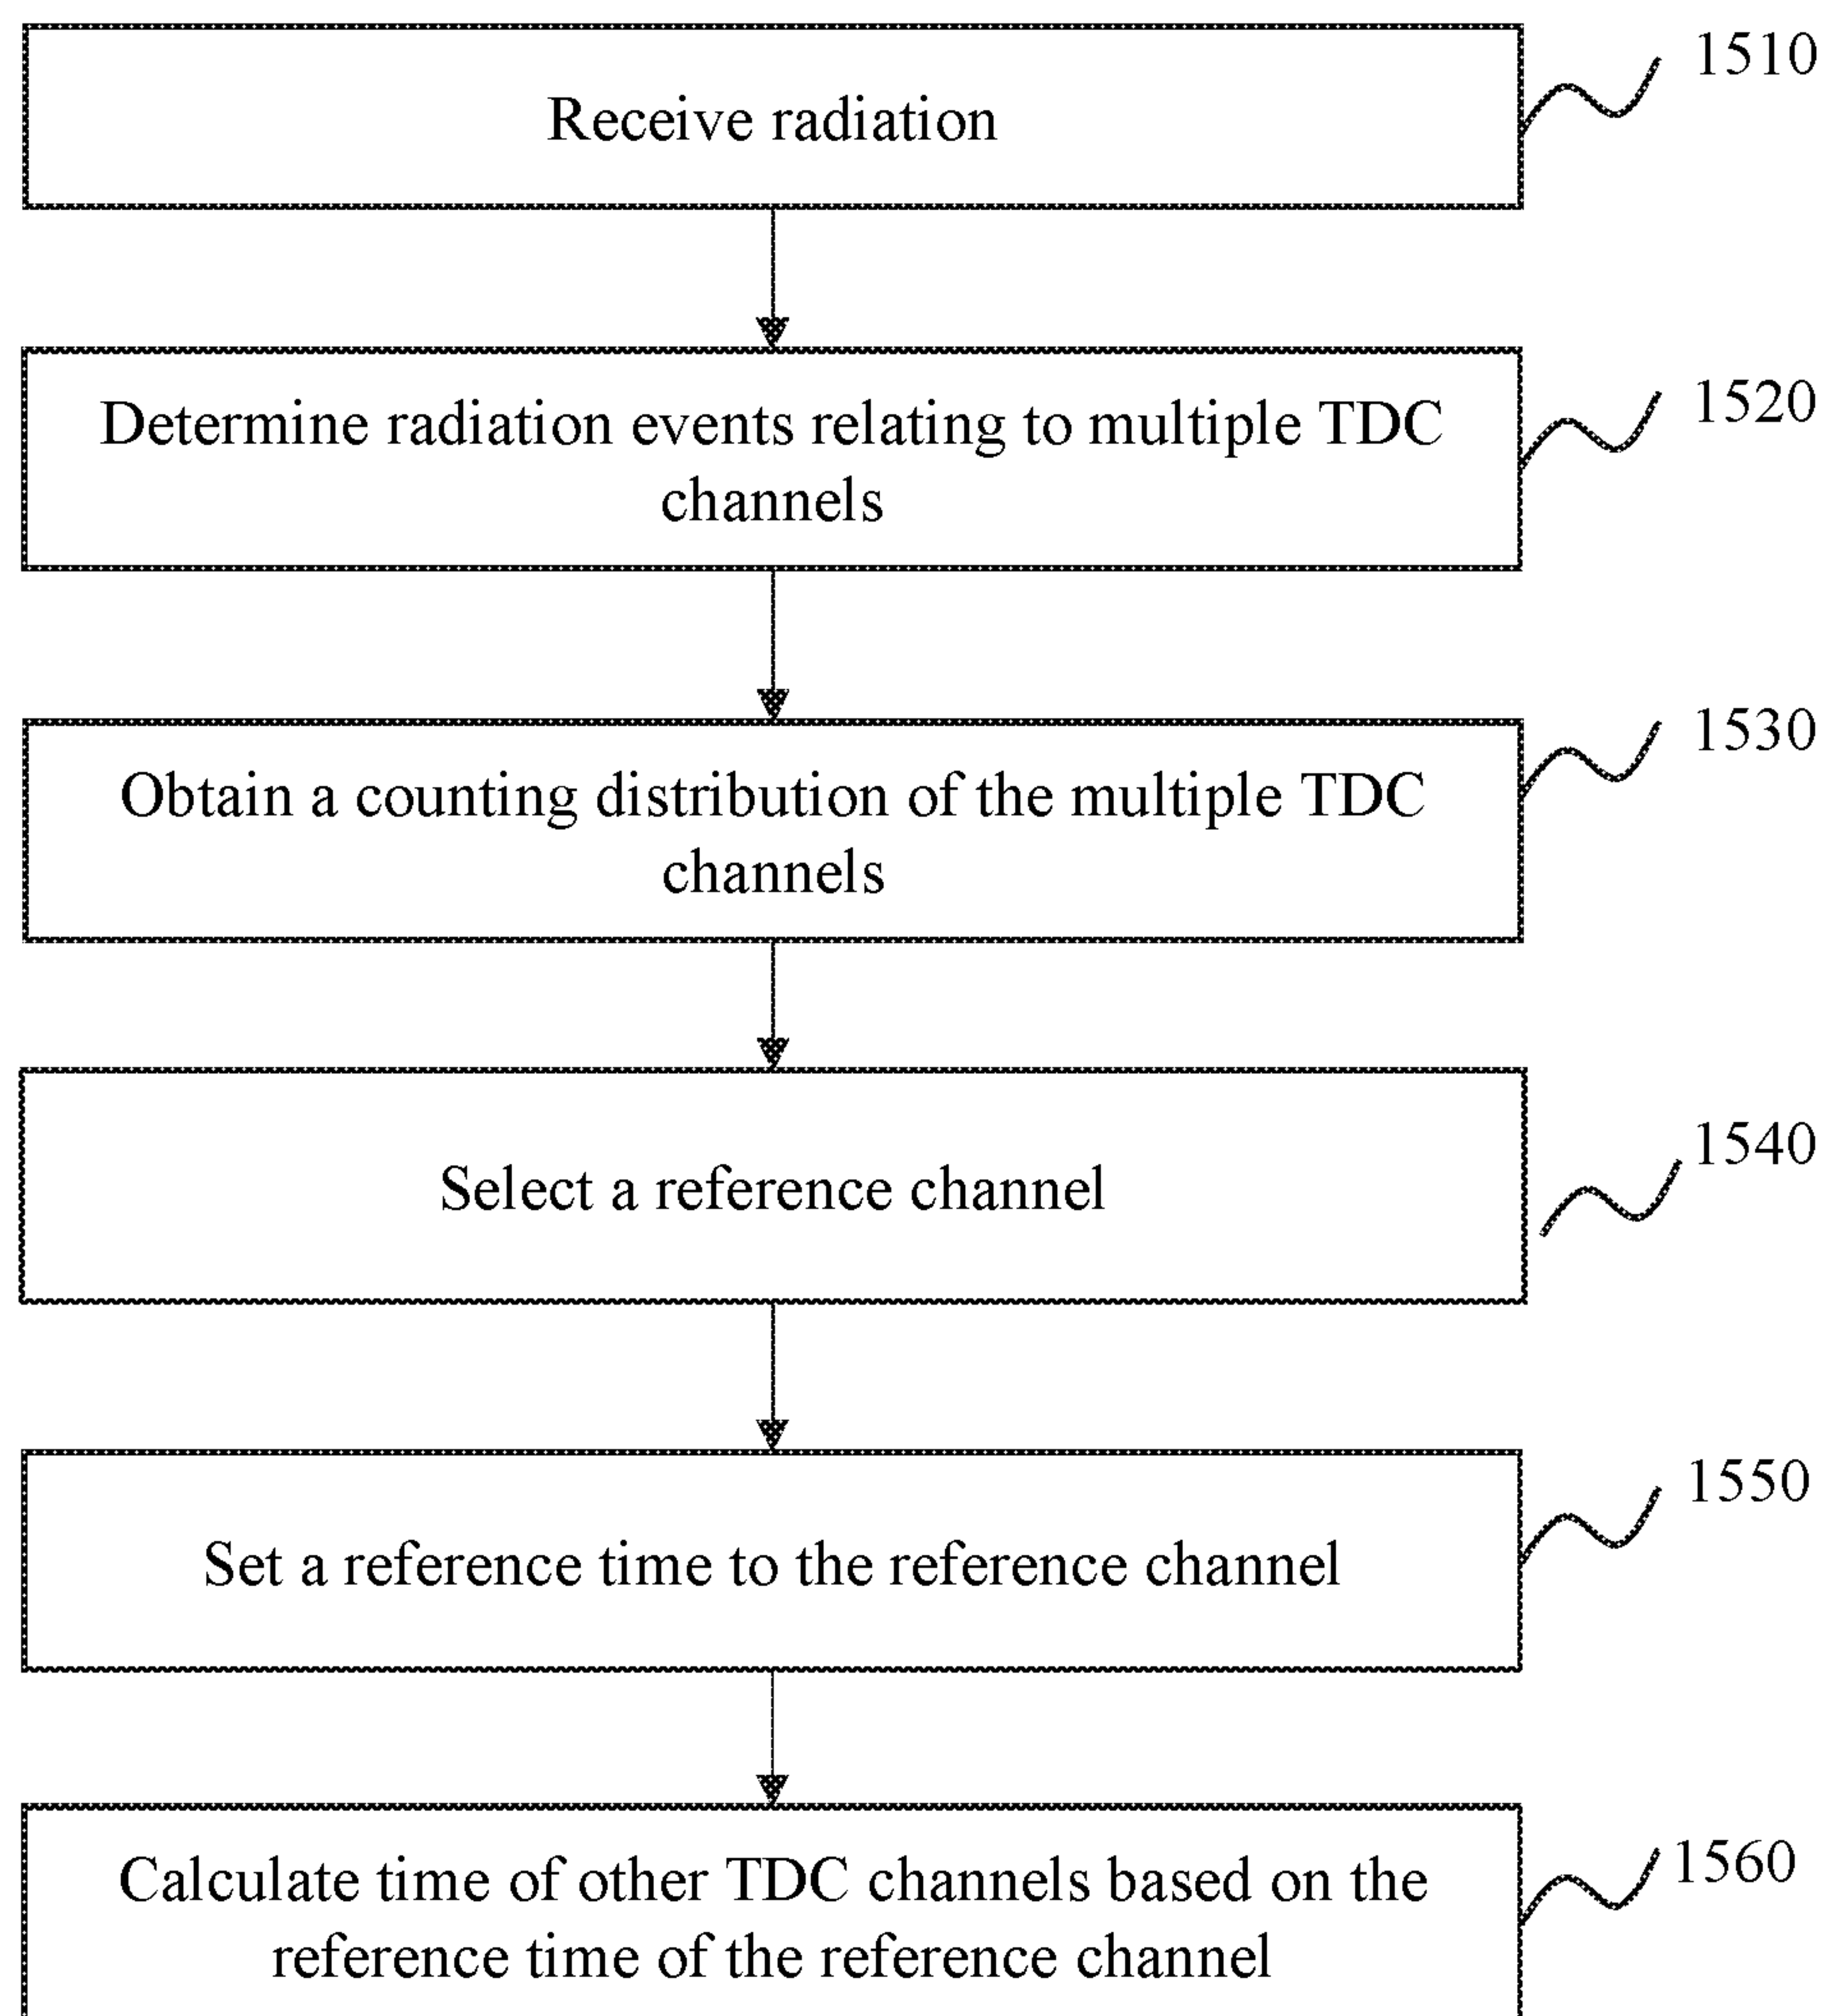 Receive radiation
1510
Determine radiation events relating to multiple TDC
channels
1520
Obtain a counting distribution of the multiple TDC
channels
1530
Select a reference channel
1540
Set a reference time to the reference channel
1550
Calculate time of other TDC channels based on the
reference time of the reference channel
1560